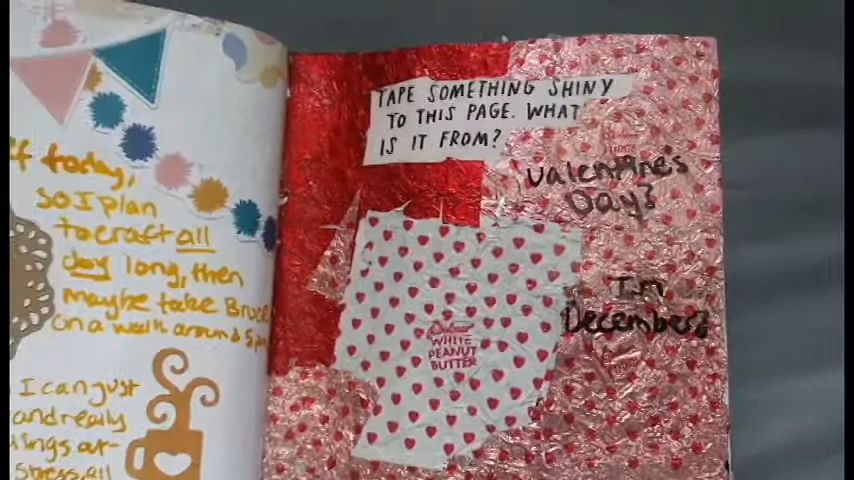 f today,
so I plan
to craft all
day long, then
maybe take Bruce
on a walk around
I can just
and really
ings ar-
stress, all
TAPE SOMETHING SHINY
TO THIS PAGE. WHAT'
IS IT FROM?
valentines
Day?
In
December?
WHITE
PEANUT
BUTTER